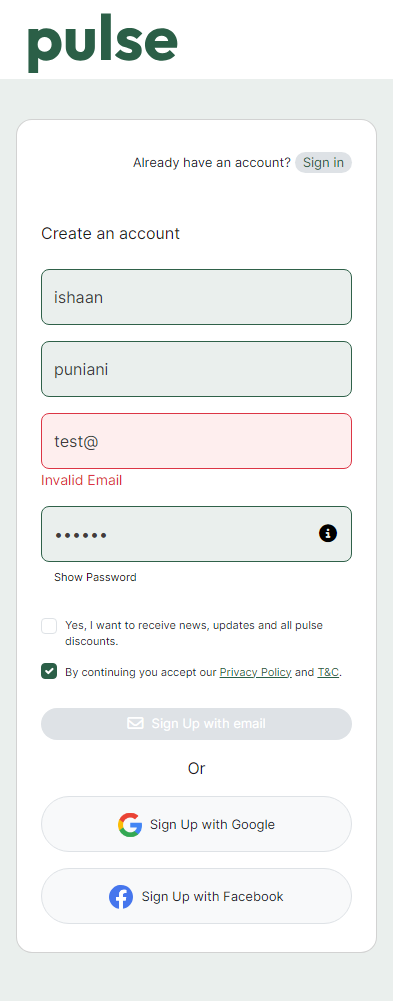 pulse
Already have an account? Sign in
Create an account
ishaan
puniani
test@
Invalid Email
••••••
Show Password
Yes, I want to receive news, updates and all pulse
discounts.
By continuing you accept our Privacy Policy and T&C.
Sign Up with email
Or
Sign Up with Google
Sign Up with Facebook